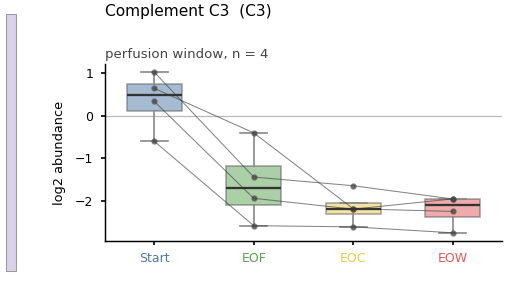 Complement C3 (C3)
perfusion window, n = 4
log2 abundance
1
0
−1
−2
Start EOF EOC EOW